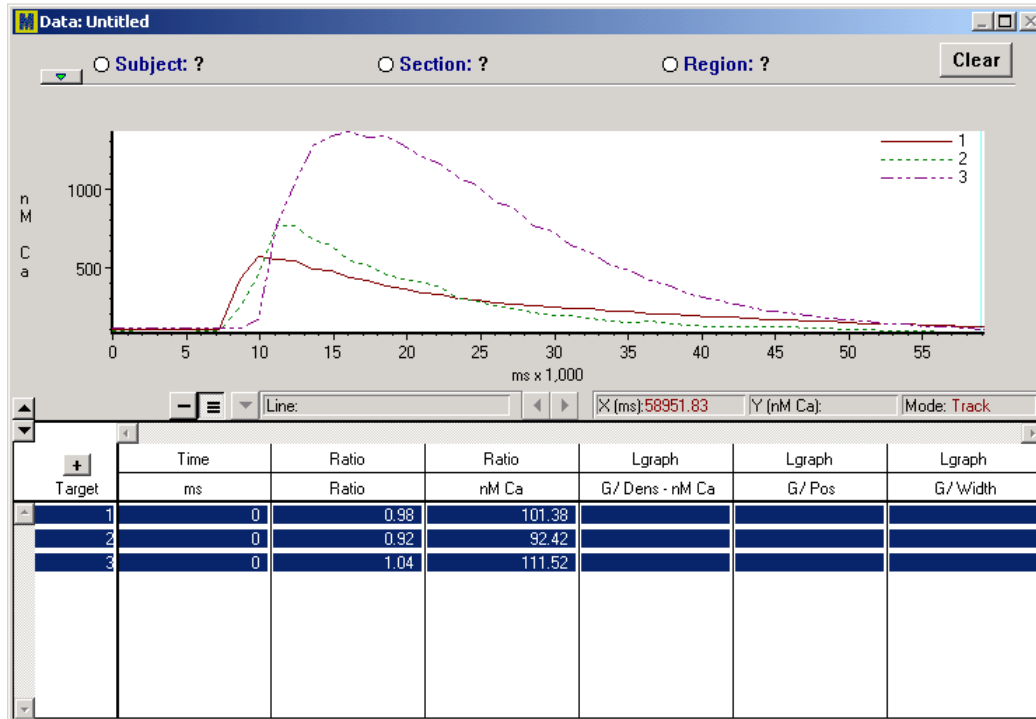 Data: Untitled
Subject: ? Section: ? Region: ? Clear
1
2
3
n
M
C
a
1000
500
0 5 10 15 20 25 30 35 40 45 50 55
ms x 1,000
Line: X (ms):58951.83 Y (nM Ca): Mode: Track
+ Time Ratio Ratio Lgraph Lgraph Lgraph
Target ms Ratio nM Ca G/ Dens - nM Ca G/ Pos G/ Width
1 0 0.98 101.38
2 0 0.92 92.42
3 0 1.04 111.52